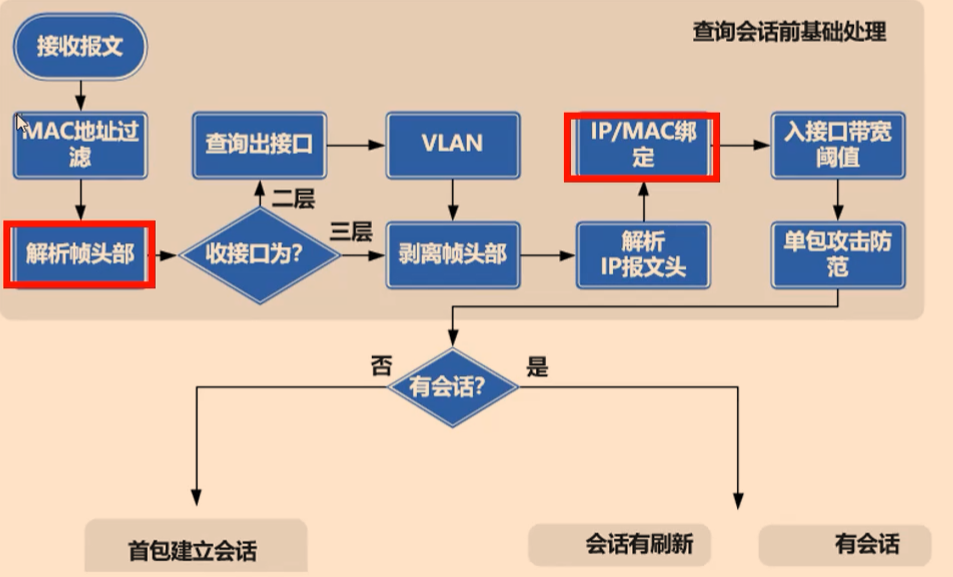 查询会话前基础处理
接收报文
MAC地址过
滤
解析帧头部
收接口为?
二层
三层
查询出接口
VLAN
剥离帧头部
解析
IP报文头
IP/MAC绑
定
入接口带宽
阈值
单包攻击防
范
有会话?
否
是
首包建立会话
会话有刷新
有会话